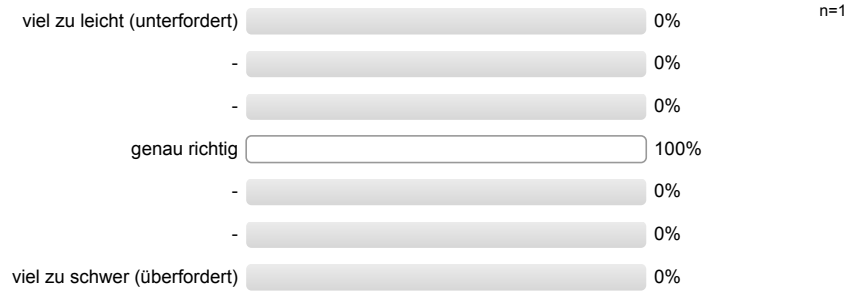 n=1
viel zu leicht (unterfordert) 0%
- 0%
- 0%
genau richtig 100%
- 0%
- 0%
viel zu schwer (überfordert) 0%